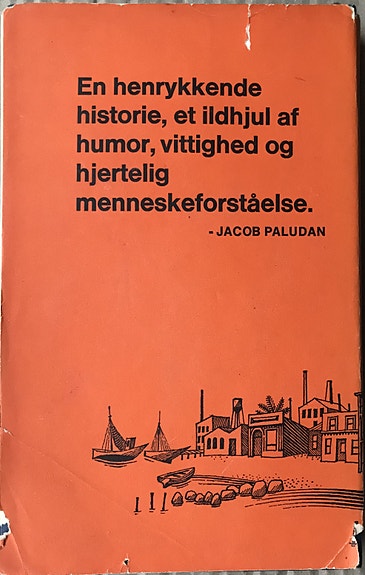 En henrykkende
historie, et ildhjul af
humor, vittighed og
hjertelig
menneskeforståelse.
- JACOB PALUDAN